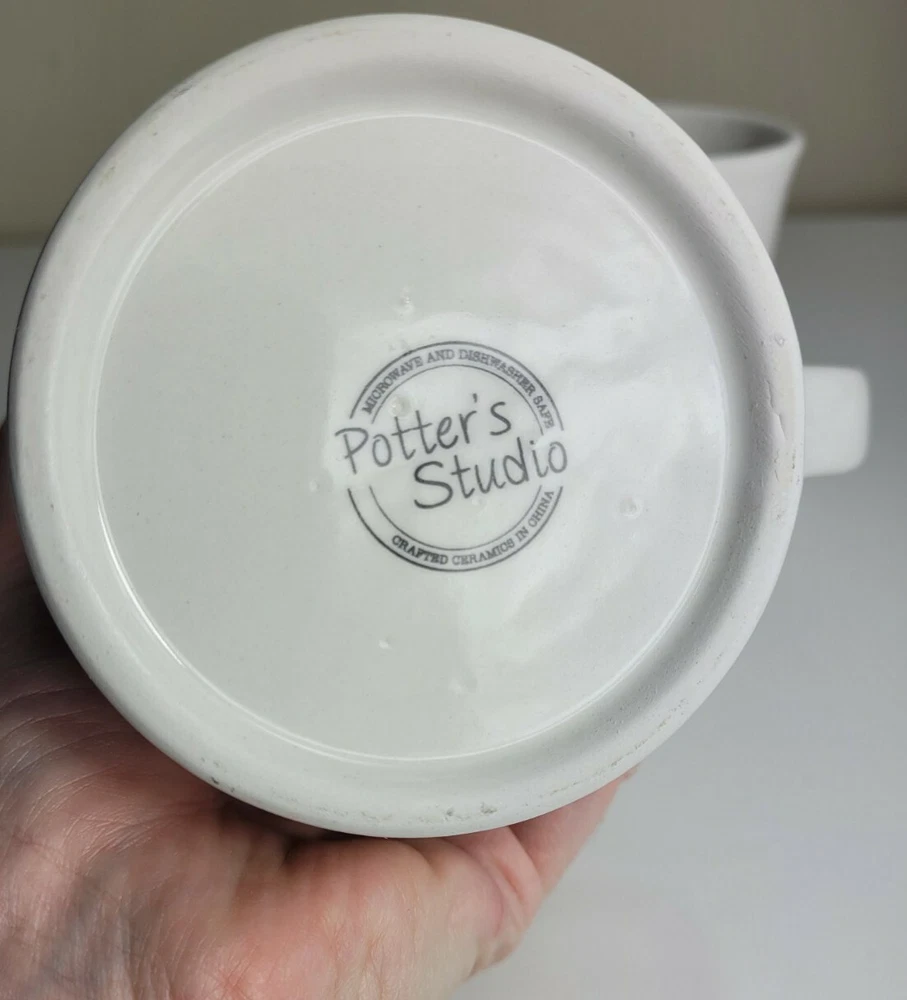 MICROWAVE AND DISHWASHER SAFE
Potter's
Studio
CRAFTED CERAMICS IN CHINA